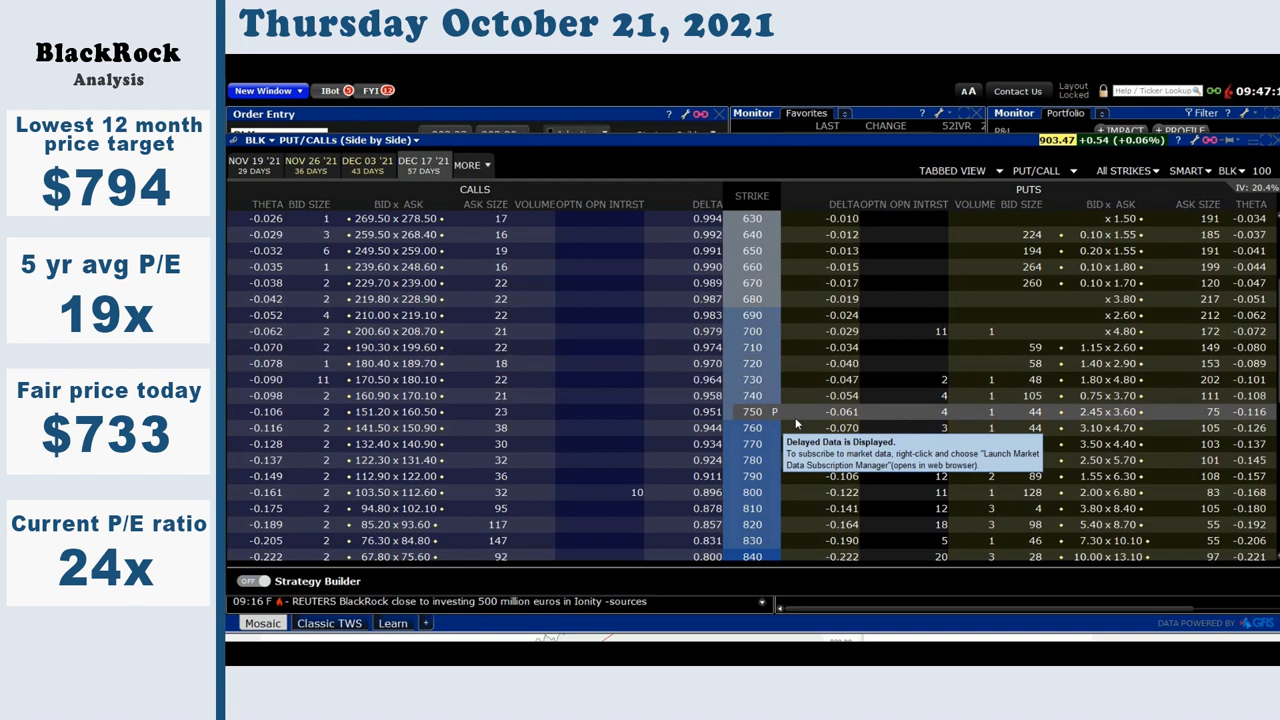 Thursday October 21, 2021
BlackRock
Analysis
Lowest 12 month
price target
$794
5 yr avg P/E
19x
Fair price today
$733
Current P/E ratio
24x
New Window IBot 5 FYI 12 AA Contact Us Layout Locked Help / Ticker Lookup
Order Entry ? Monitor Favorites ? Monitor Portfolio Filter ?
LAST CHANGE 52IVR
BLK PUT/CALLs (Side by Side) 903.47 +0.54 (+0.06%) ?
NOV 19 '21 NOV 26 '21 DEC 03 '21 DEC 17 '21 MORE
29 DAYS 36 DAYS 43 DAYS 57 DAYS
TABBED VIEW PUT/CALL All STRIKES SMART BLK 100
CALLS STRIKE PUTS IV: 20.4%
THETA BID SIZE BID x ASK ASK SIZE VOLUME OPTN OPN INTRST DELTA DELTA OPTN OPN INTRST VOLUME BID SIZE BID x ASK ASK SIZE THETA
-0.026 1 269.50 x 278.50 17 0.994 630 -0.010 x 1.50 191 -0.034
-0.029 3 259.50 x 268.40 16 0.992 640 -0.012 224 0.10 x 1.55 185 -0.037
-0.032 6 249.50 x 259.00 19 0.991 650 -0.013 194 0.20 x 1.55 191 -0.041
-0.035 1 239.60 x 248.60 16 0.990 660 -0.015 264 0.10 x 1.80 199 -0.044
-0.038 2 229.70 x 239.00 22 0.989 670 -0.017 260 0.10 x 1.70 120 -0.047
-0.042 2 219.80 x 228.90 22 0.987 680 -0.019 x 3.80 217 -0.051
-0.052 4 210.00 x 219.10 22 0.983 690 -0.024 x 2.60 212 -0.062
-0.062 2 200.60 x 208.70 21 0.979 700 -0.029 11 1 x 4.80 172 -0.072
-0.070 2 190.30 x 199.60 22 0.974 710 -0.034 59 1.15 x 2.60 149 -0.080
-0.078 1 180.40 x 189.70 18 0.970 720 -0.040 58 1.40 x 2.90 153 -0.089
-0.090 11 170.50 x 180.10 22 0.964 730 -0.047 2 1 48 1.80 x 4.80 202 -0.101
-0.098 2 160.90 x 170.10 21 0.958 740 -0.054 4 1 105 0.75 x 3.70 111 -0.108
-0.106 2 151.20 x 160.50 23 0.951 750 P -0.061 4 1 44 2.45 x 3.60 75 -0.116
-0.116 2 141.50 x 150.90 38 0.944 760 -0.070 3 1 44 3.10 x 4.70 105 -0.126
-0.128 2 132.40 x 140.90 30 0.934 770 3.50 x 4.40 103 -0.137
-0.137 2 122.30 x 131.40 32 0.924 780 2.50 x 5.70 101 -0.145
-0.149 2 112.90 x 122.00 36 0.911 790 -0.106 12 2 89 1.55 x 6.30 108 -0.157
-0.161 2 103.50 x 112.60 32 10 0.896 800 -0.122 11 1 128 2.00 x 6.80 83 -0.168
-0.175 2 94.80 x 102.10 95 0.878 810 -0.141 12 3 4 3.80 x 8.40 105 -0.180
-0.189 2 85.20 x 93.60 117 0.857 820 -0.164 18 3 98 5.40 x 8.70 55 -0.192
-0.205 2 76.30 x 84.80 147 0.831 830 -0.190 5 1 46 7.30 x 10.10 55 -0.206
-0.222 2 67.80 x 75.60 92 0.800 840 -0.222 20 3 28 10.00 x 13.10 97 -0.221
Delayed Data is Displayed.
To subscribe to market data, right-click and choose "Launch Market
Data Subscription Manager"(opens in web browser)
OFF Strategy Builder
09:16 F - REUTERS BlackRock close to investing 500 million euros in Ionity -sources
Mosaic Classic TWS Learn + DATA POWERED BY GFIS